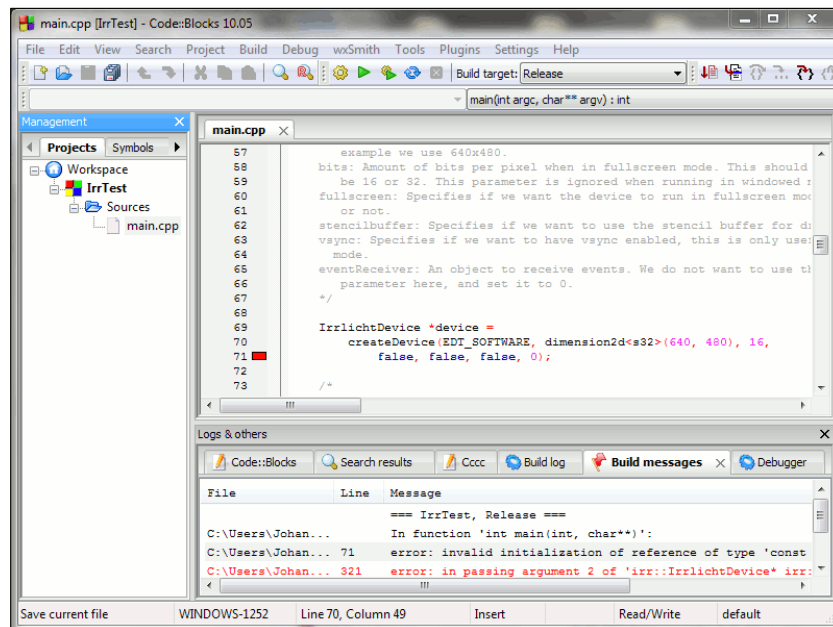 main.cpp [IrrTest] - Code::Blocks 10.05
File Edit View Search Project Build Debug wxSmith Tools Plugins Settings Help
Build target: Release
main(int argc, char** argv) : int
Management
Projects Symbols
Workspace
IrrTest
Sources
main.cpp
main.cpp
57 example we use 640x480.
58 bits: Amount of bits per pixel when in fullscreen mode. This should
59 be 16 or 32. This parameter is ignored when running in windowed
60 fullscreen: Specifies if we want the device to run in fullscreen
61 or not.
62 stencilbuffer: Specifies if we want to use the stencil buffer for
63 vsync: Specifies if we want to have vsync enabled, this is only
64 mode.
65 eventReceiver: An object to receive events. We do not want to use
66 parameter here, and set it to 0.
67 */
68
69 IrrlichtDevice *device =
70 createDevice(EDT_SOFTWARE, dimension2d<s32>(640, 480), 16,
71 false, false, false, 0);
72
73 /*
Logs & others
Code::Blocks Search results Cccc Build log Build messages Debugger
File Line Message
=== IrrTest, Release ===
C:\Users\Johan... In function 'int main(int, char**)':
C:\Users\Johan... 71 error: invalid initialization of reference of type 'const
C:\Users\Johan... 321 error: in passing argument 2 of 'irr::IrrlichtDevice* irr:
Save current file WINDOWS-1252 Line 70, Column 49 Insert Read/Write default